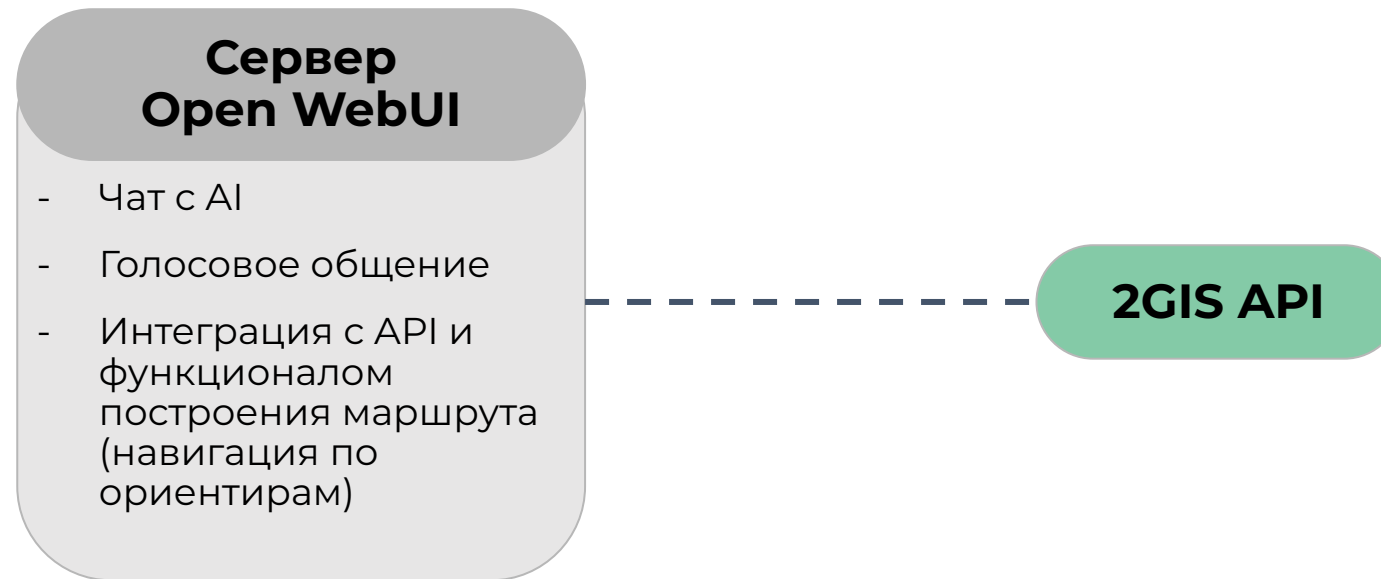 Сервер
Open WebUI
- Чат с AI
- Голосовое общение
- Интеграция с API и
функционалом
построения маршрута
(навигация по
ориентирам)
2GIS API